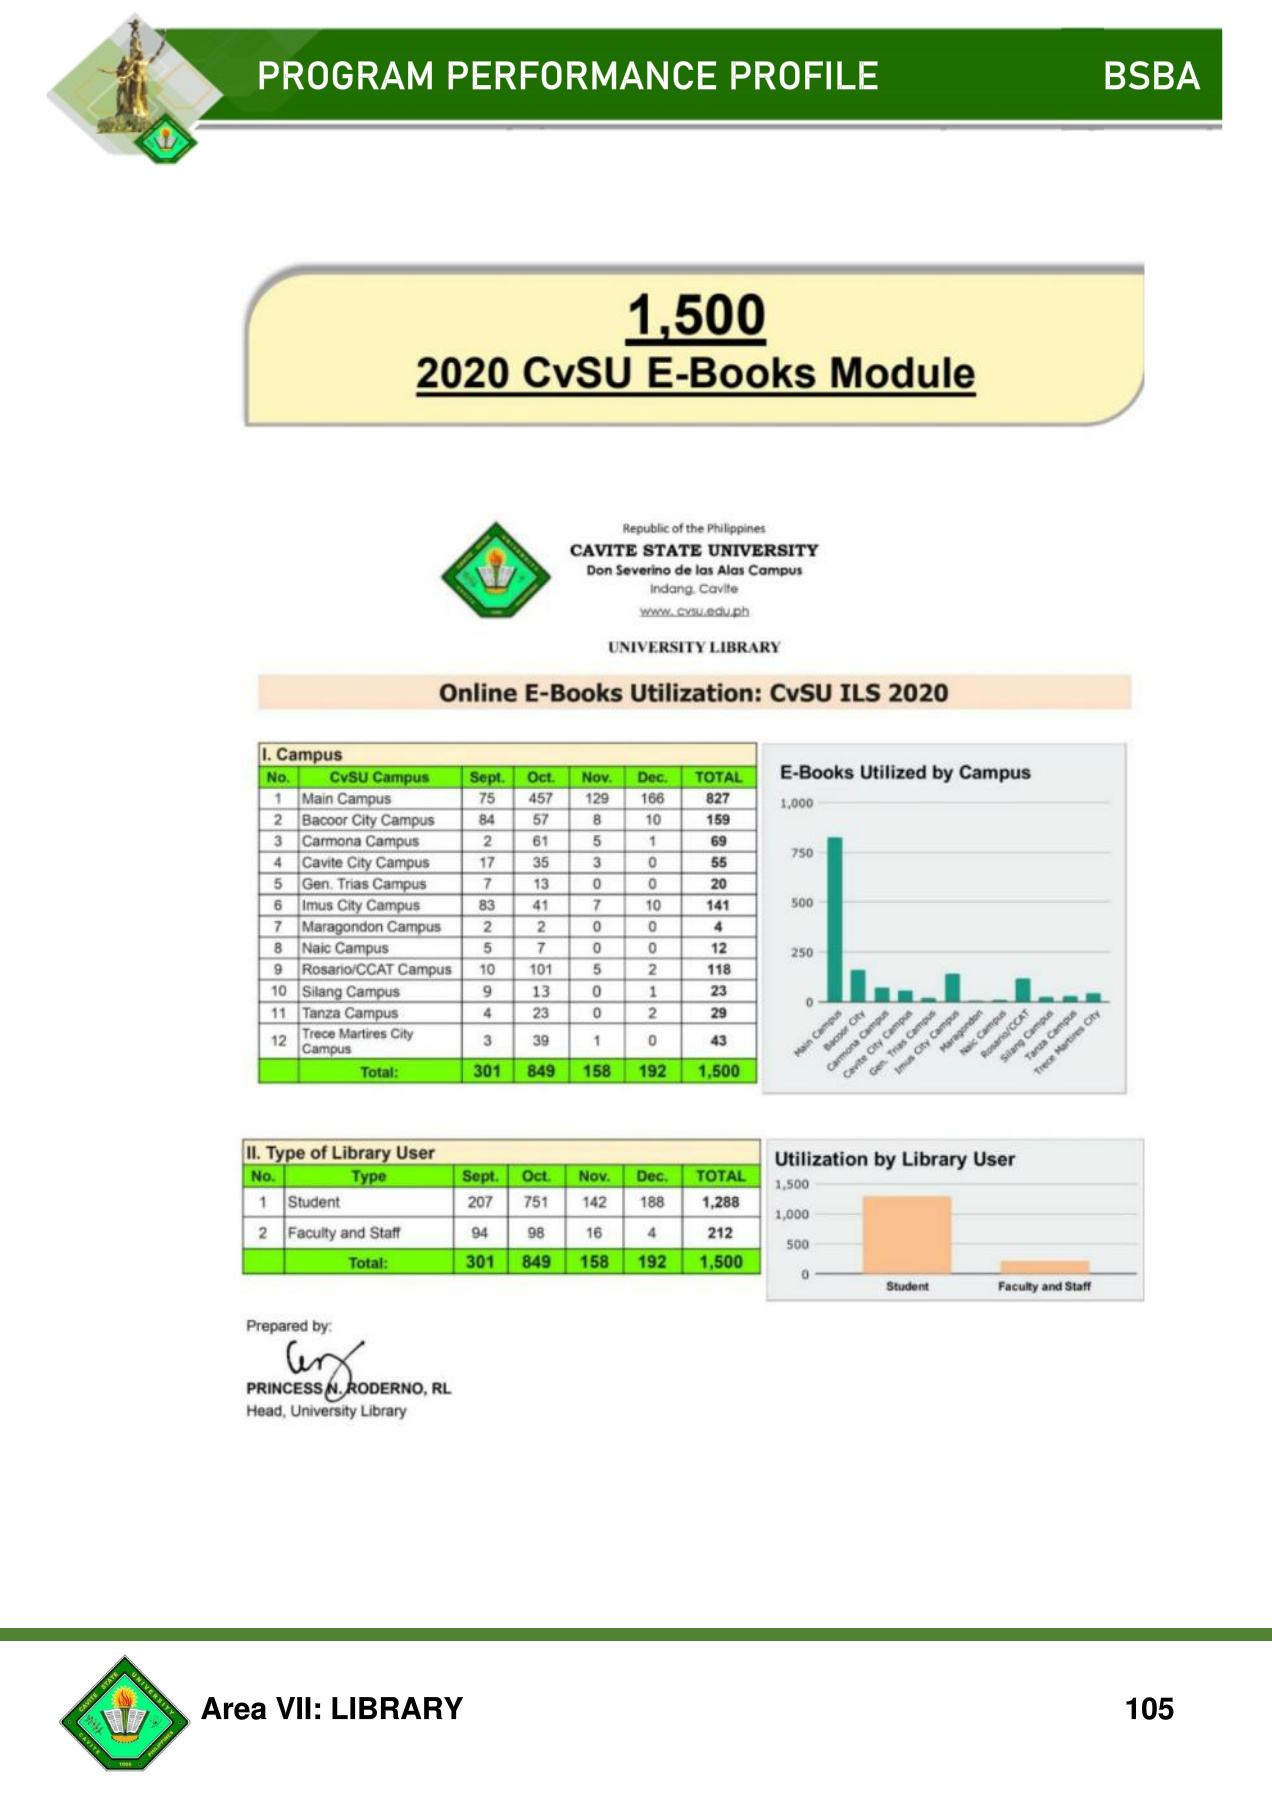 PROGRAM PERFORMANCE PROFILE BSBA
1,500
2020 CvSU E-Books Module
Republic of the Philippines
CAVITE STATE UNIVERSITY
Don Severino de las Alas Campus
Indang, Cavite
www.cvsu.edu.ph
UNIVERSITY LIBRARY
Online E-Books Utilization: CvSU ILS 2020
I. Campus
No. CvSU Campus Sept. Oct. Nov. Dec. TOTAL
1 Main Campus 75 457 129 166 827
2 Bacoor City Campus 84 57 8 10 159
3 Carmona Campus 2 61 5 1 69
4 Cavite City Campus 17 35 3 0 55
5 Gen. Trias Campus 7 13 0 0 20
6 Imus City Campus 83 41 7 10 141
7 Maragondon Campus 2 2 0 0 4
8 Naic Campus 5 7 0 0 12
9 Rosario/CCAT Campus 10 101 5 2 118
10 Silang Campus 9 13 0 1 23
11 Tanza Campus 4 23 0 2 29
12 Trece Martires City Campus 3 39 1 0 43
Total: 301 849 158 192 1,500
E-Books Utilized by Campus
1,000
750
500
250
0
Main Campus
Bacoor City
Carmona Campus
Cavite City Campus
Gen. Trias Campus
Imus City Campus
Maragondon
Naic Campus
Rosario/CCAT
Silang Campus
Tanza Campus
Trece Martires City
II. Type of Library User
No. Type Sept. Oct. Nov. Dec. TOTAL
1 Student 207 751 142 188 1,288
2 Faculty and Staff 94 98 16 4 212
Total: 301 849 158 192 1,500
Utilization by Library User
1,500
1,000
500
0
Student Faculty and Staff
Prepared by:
PRINCESS N. RODERNO, RL
Head, University Library
CAVITE STATE UNIVERSITY
CAVITE PHILIPPINES
1906
Area VII: LIBRARY 105